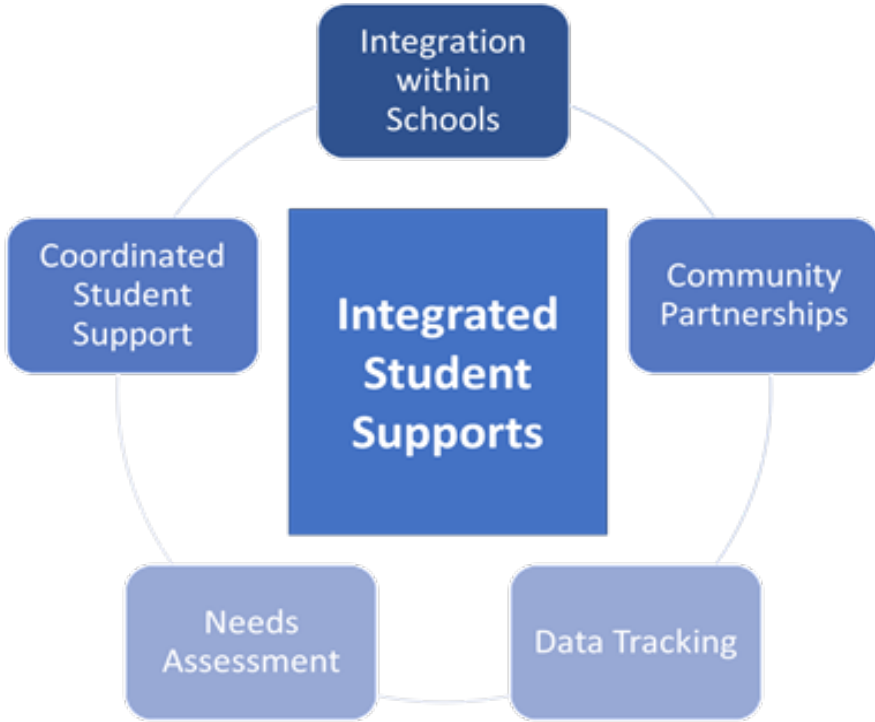 Integration
within
Schools
Coordinated
Student
Support
Integrated
Student
Supports
Community
Partnerships
Needs
Assessment
Data Tracking